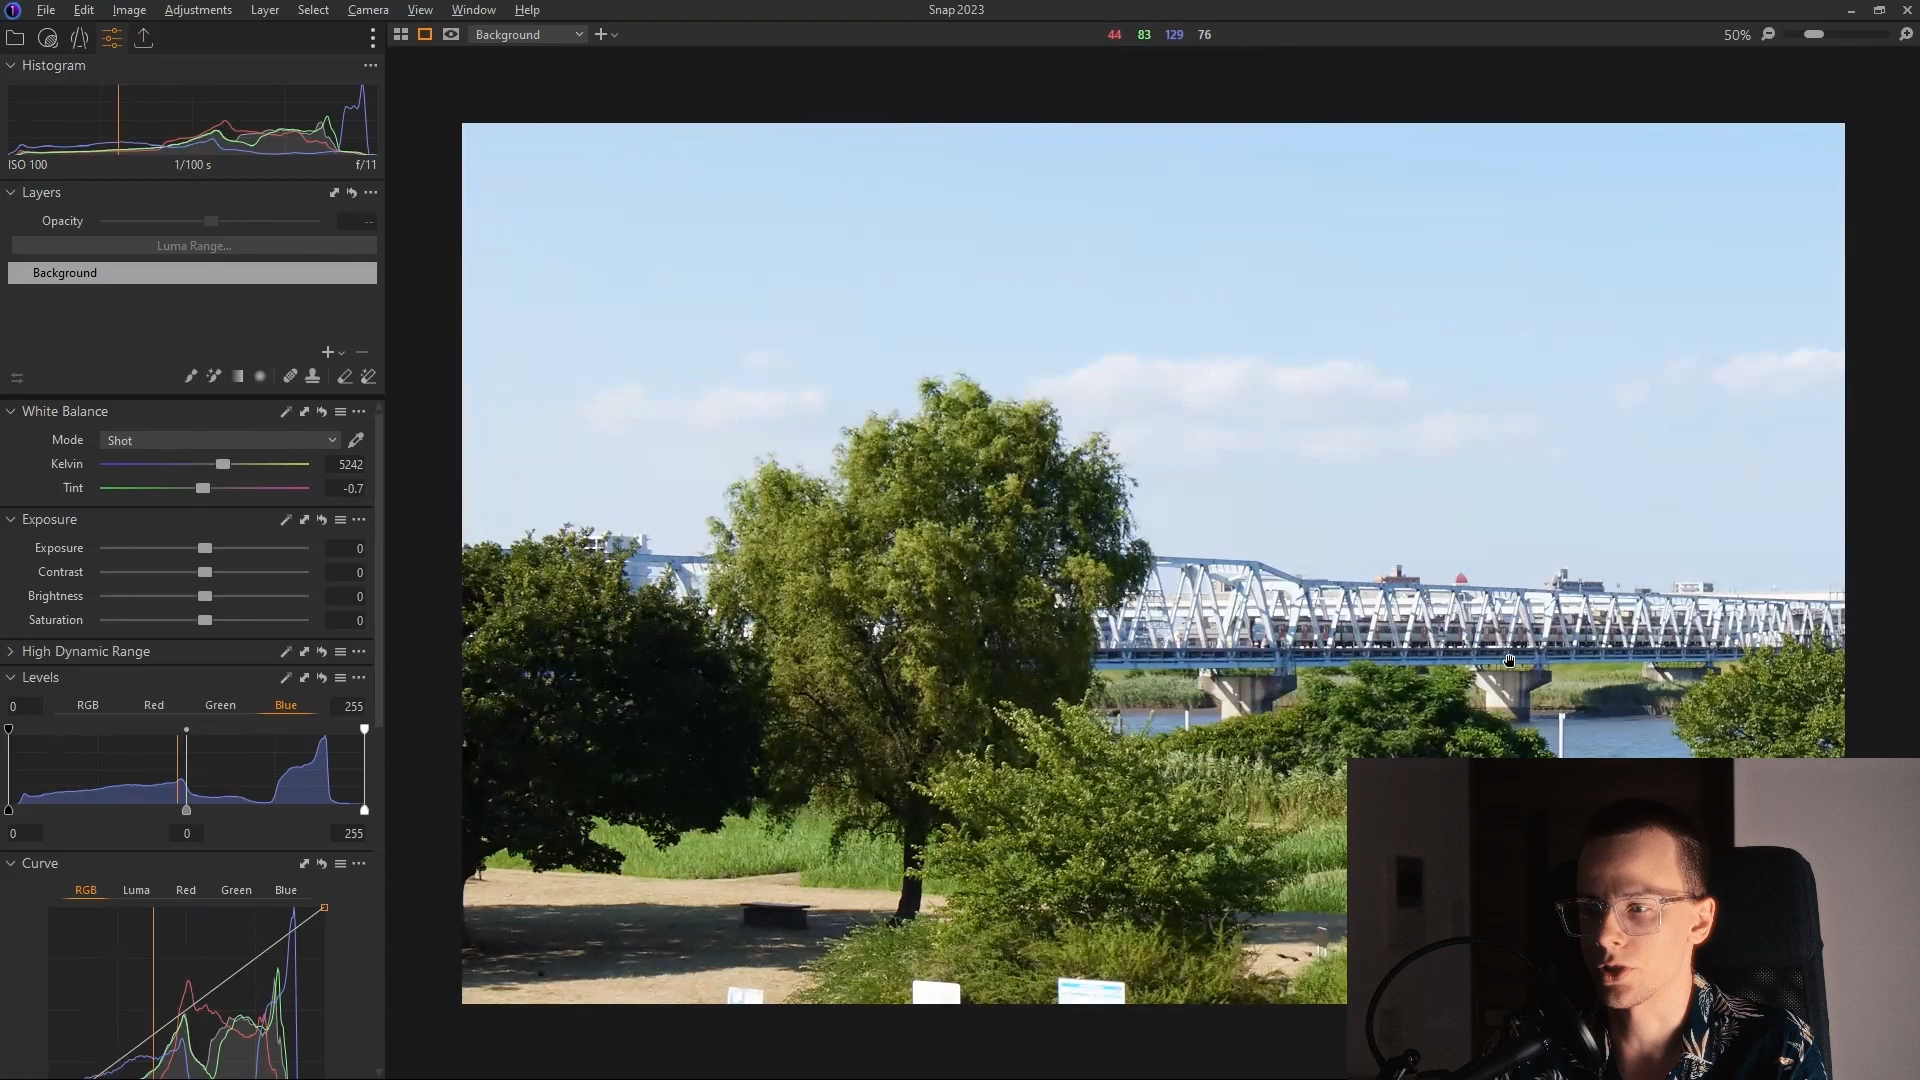 File Edit Image Adjustments Layer Select Camera View Window Help
Snap 2023
Background
44 83 129 76
50%
Histogram
ISO 100 1/100 s f/11
Layers
Opacity --
Luma Range...
Background
White Balance
Mode Shot
Kelvin 5242
Tint -0.7
Exposure
Exposure 0
Contrast 0
Brightness 0
Saturation 0
High Dynamic Range
Levels
0 RGB Red Green Blue 255
0 0 255
Curve
RGB Luma Red Green Blue